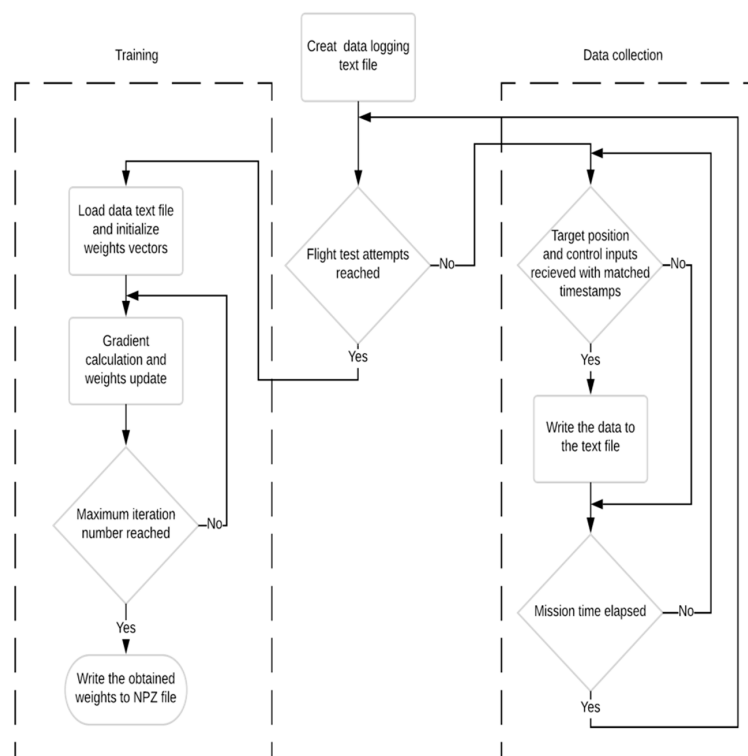 Training
Creat data logging
text file
Data collection
Load data text file
and initialize
weights vectors
Flight test attempts
reached
No
Target position
and control inputs
recieved with matched
timestamps
No
Gradient
calculation and
weights update
Yes
Yes
Write the data to
the text file
Maximum iteration
number reached
No
Mission time elapsed
No
Yes
Write the obtained
weights to NPZ file
Yes